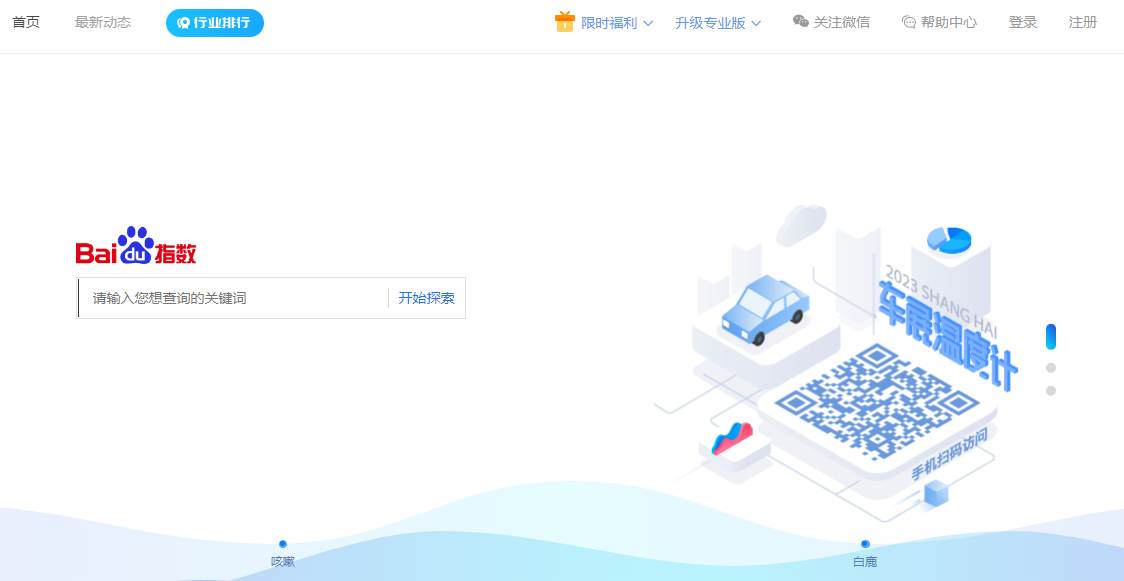 首页
最新动态
行业排行
限时福利
升级专业版
关注微信
帮助中心
登录
注册
Bai du 指数
请输入您想查询的关键词
开始探索
2023 SHANG HAI
车展温度计
手机扫码访问
咳嗽
白鹿